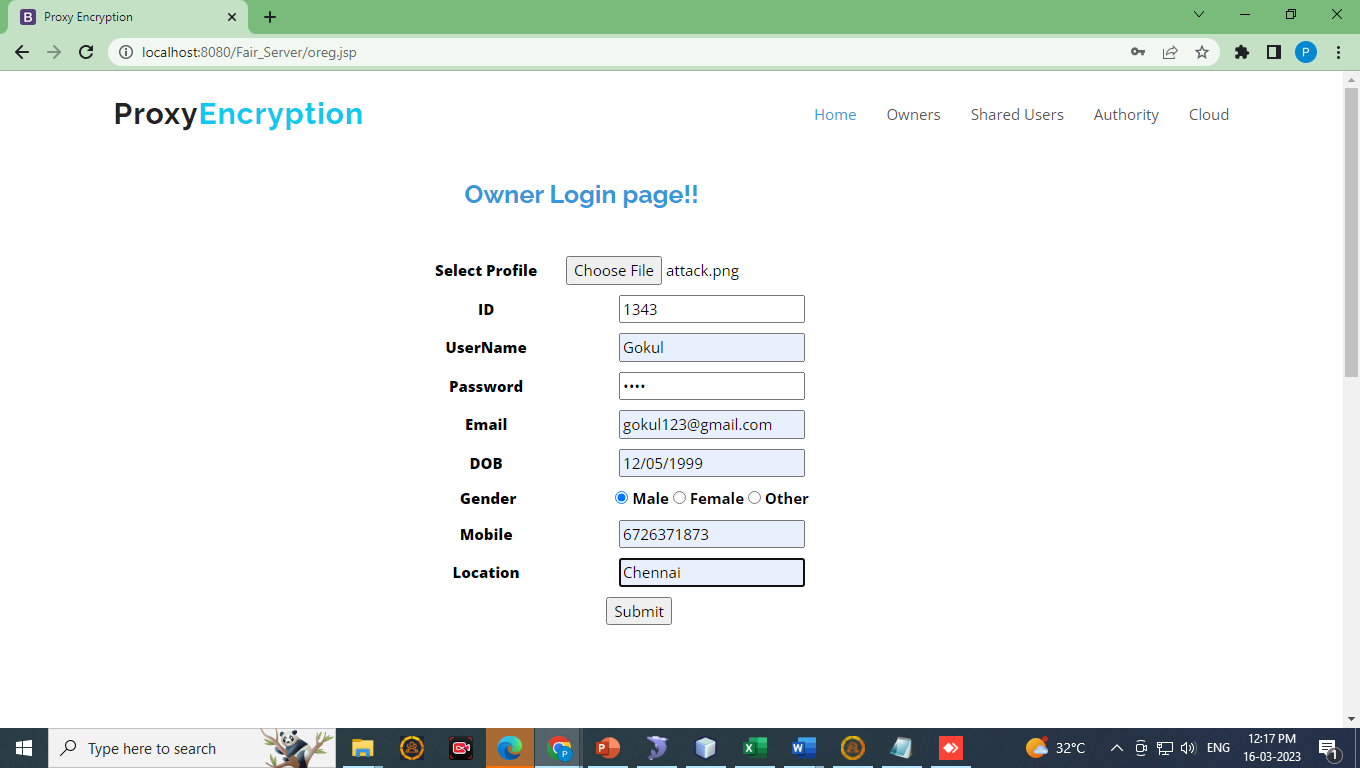 Proxy Encryption
localhost:8080/Fair_Server/oreg.jsp
P
ProxyEncryption
Home Owners Shared Users Authority Cloud
Owner Login page!!
Select Profile Choose File attack.png
ID 1343
UserName Gokul
Password ••••
Email gokul123@gmail.com
DOB 12/05/1999
Gender Male Female Other
Mobile 6726371873
Location Chennai
Submit
Type here to search
32°C ENG 12:17 PM
16-03-2023
1